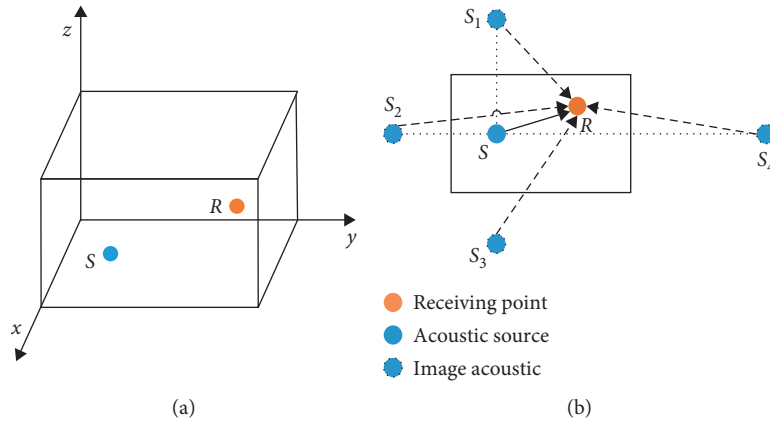 z
R
S
y
x
(a)
S1
S2
R
S
S4
S3
Receiving point
Acoustic source
Image acoustic
(b)